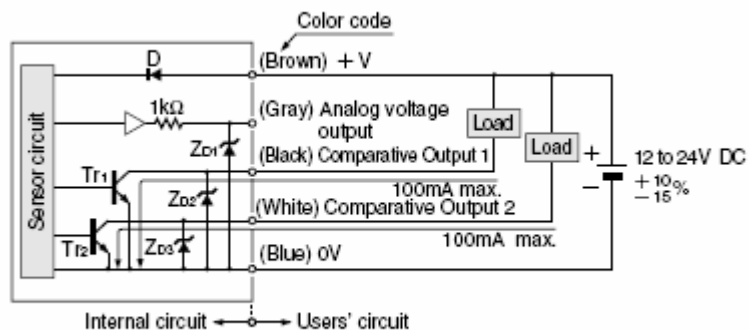 Color code
D
(Brown) + V
1kΩ
(Gray) Analog voltage
output
Sensor circuit
ZD1
(Black) Comparative Output 1
Load
Load
Tr1
100mA max.
ZD2
+
12 to 24V DC
+ 10
− 15 %
−
(White) Comparative Output 2
Tr2
ZD3
100mA max.
(Blue) 0V
Internal circuit
Users' circuit